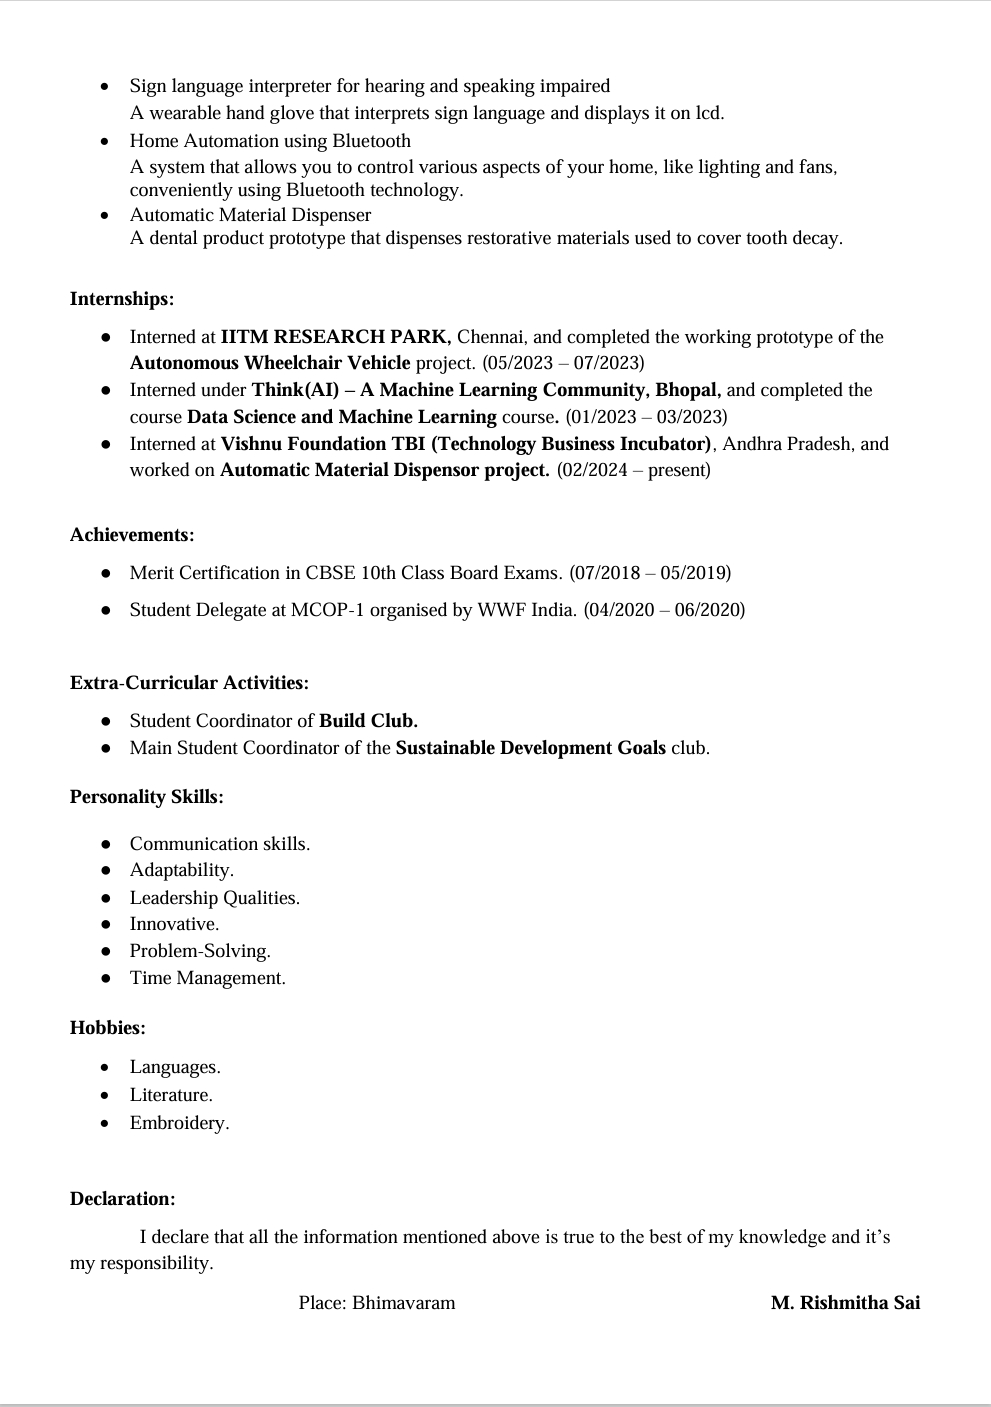 • Sign language interpreter for hearing and speaking impaired
A wearable hand glove that interprets sign language and displays it on lcd.
• Home Automation using Bluetooth
A system that allows you to control various aspects of your home, like lighting and fans,
conveniently using Bluetooth technology.
• Automatic Material Dispenser
A dental product prototype that dispenses restorative materials used to cover tooth decay.
Internships:
● Interned at IITM RESEARCH PARK, Chennai, and completed the working prototype of the
Autonomous Wheelchair Vehicle project. (05/2023 – 07/2023)
● Interned under Think(AI) – A Machine Learning Community, Bhopal, and completed the
course Data Science and Machine Learning course. (01/2023 – 03/2023)
● Interned at Vishnu Foundation TBI (Technology Business Incubator), Andhra Pradesh, and
worked on Automatic Material Dispensor project. (02/2024 – present)
Achievements:
● Merit Certification in CBSE 10th Class Board Exams. (07/2018 – 05/2019)
● Student Delegate at MCOP-1 organised by WWF India. (04/2020 – 06/2020)
Extra-Curricular Activities:
● Student Coordinator of Build Club.
● Main Student Coordinator of the Sustainable Development Goals club.
Personality Skills:
● Communication skills.
● Adaptability.
● Leadership Qualities.
● Innovative.
● Problem-Solving.
● Time Management.
Hobbies:
• Languages.
• Literature.
• Embroidery.
Declaration:
I declare that all the information mentioned above is true to the best of my knowledge and it’s
my responsibility.
Place: Bhimavaram M. Rishmitha Sai